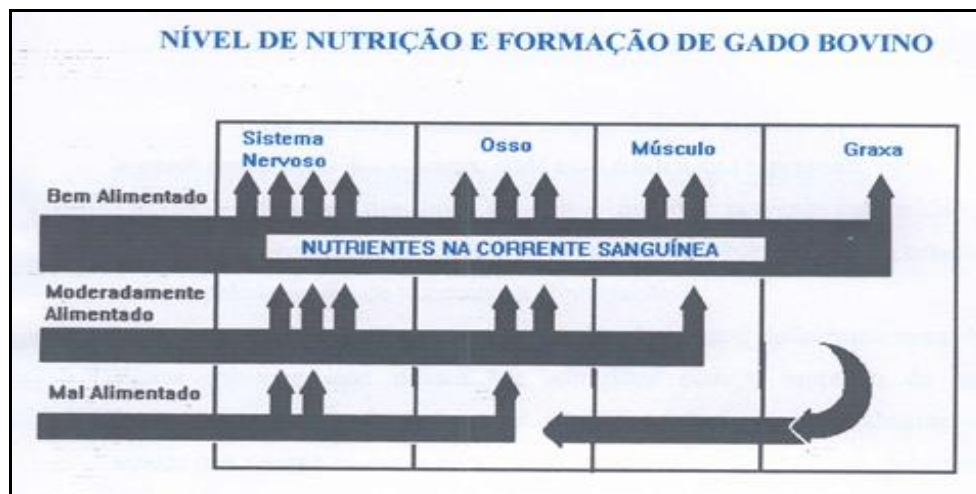 NÍVEL DE NUTRIÇÃO E FORMAÇÃO DE GADO BOVINO
Sistema
Nervoso
Osso
Músculo
Graxa
Bem Alimentado
NUTRIENTES NA CORRENTE SANGUÍNEA
Moderadamente
Alimentado
Mal Alimentado